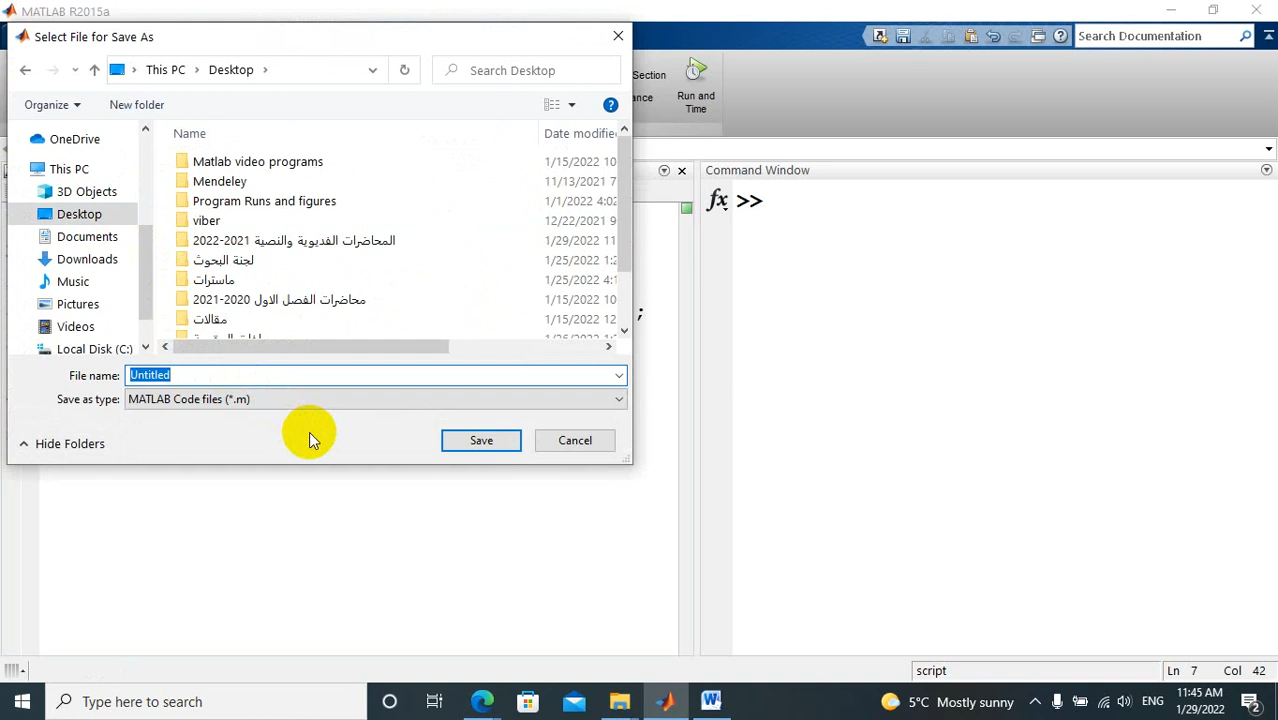 MATLAB R2015a
Select File for Save As
This PC > Desktop >
Search Desktop
Search Documentation
Organize
New folder
Section
ance
Run and
Time
Name
Date modifie
OneDrive
This PC
3D Objects
Desktop
Documents
Downloads
Music
Pictures
Videos
Local Disk (C:)
Matlab video programs 1/15/2022 10
Mendeley 11/13/2021 7
Program Runs and figures 1/1/2022 4:02
viber 12/22/2021 9
المحاضرات الفديوية والنصية 2021-2022 1/29/2022 11
لجنة البحوث 1/25/2022 1:2
ماسترات 1/25/2022 4:1
محاضرات الفصل الاول 2020-2021 1/15/2022 10
مقالات 1/15/2022 12
File name: Untitled
Save as type: MATLAB Code files (*.m)
Hide Folders
Save
Cancel
Command Window
fx >>
;
script
Ln 7 Col 42
Type here to search
5°C Mostly sunny
ENG
11:45 AM
1/29/2022
2